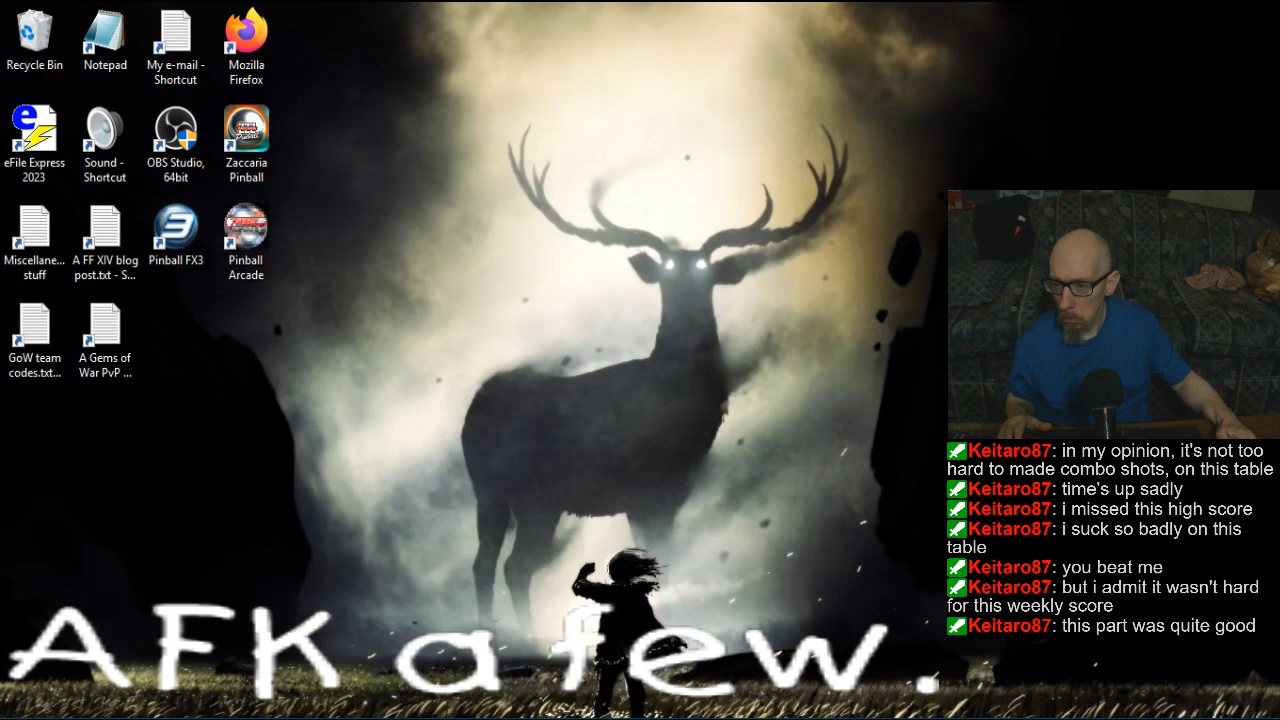 Recycle Bin
Notepad
My e-mail -
Shortcut
Mozilla
Firefox
eFile Express
2023
Sound -
Shortcut
OBS Studio,
64bit
Zaccaria
Pinball
Miscellane...
stuff
A FF XIV blog
post.txt - S...
Pinball FX3
Pinball
Arcade
GoW team
codes.txt...
A Gems of
War PvP ...
Keitaro87: in my opinion, it's not too
hard to made combo shots, on this table
Keitaro87: time's up sadly
Keitaro87: i missed this high score
Keitaro87: i suck so badly on this
table
Keitaro87: you beat me
Keitaro87: but i admit it wasn't hard
for this weekly score
Keitaro87: this part was quite good
AFK a few.